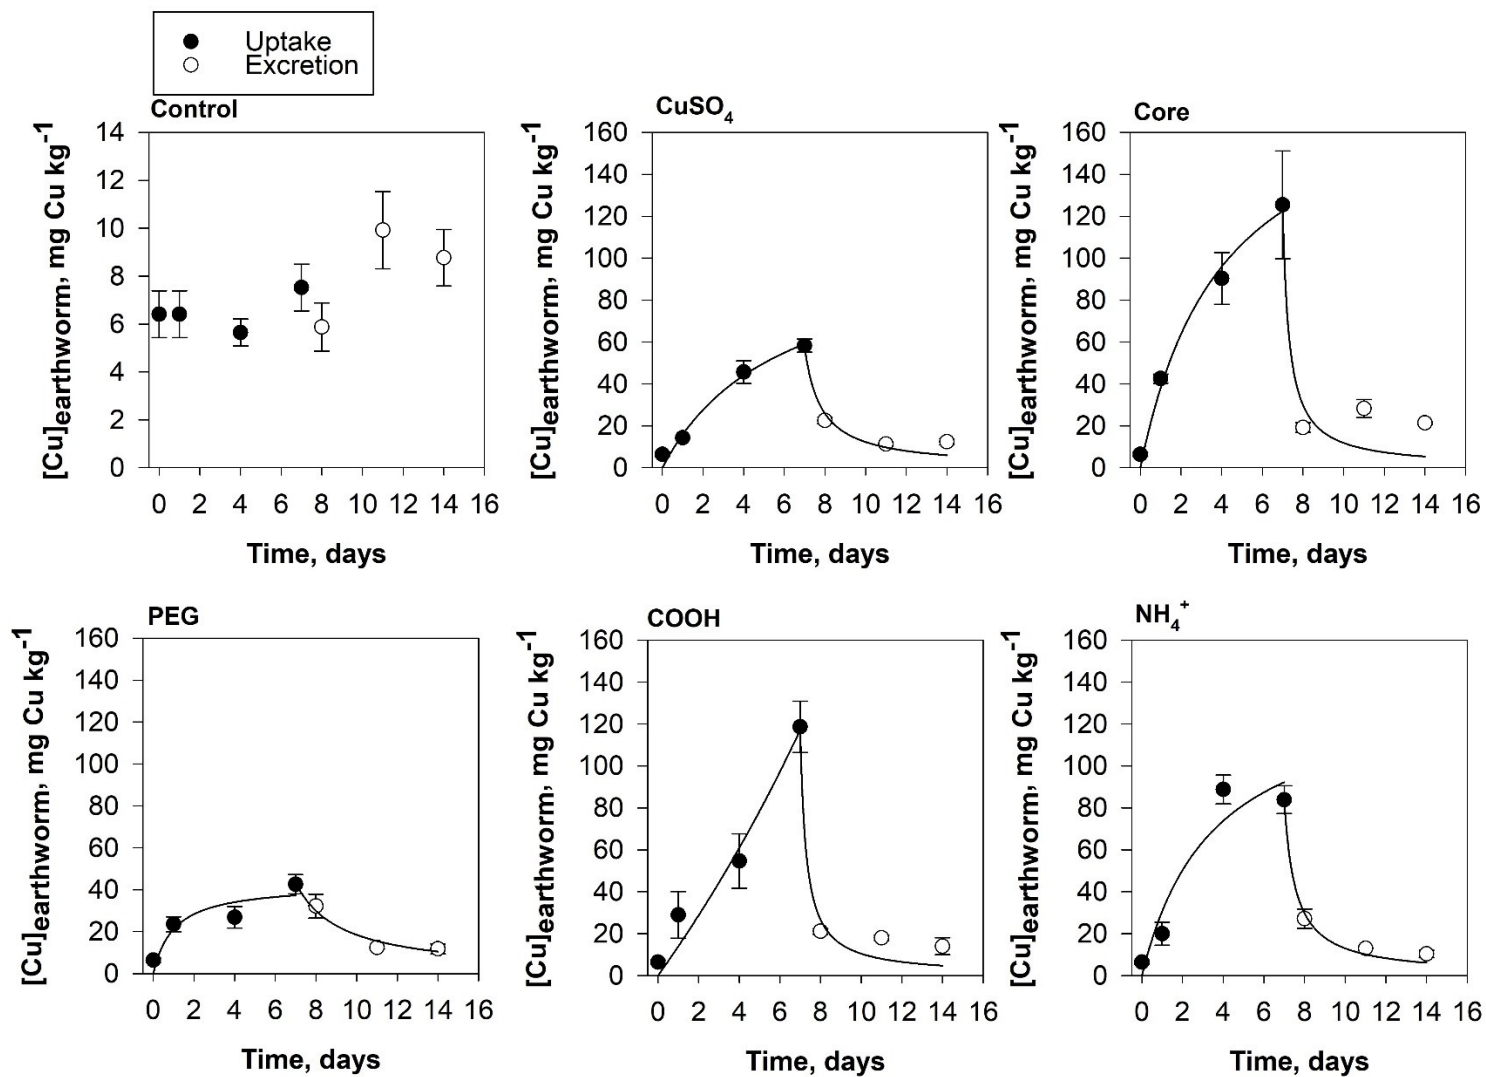 Uptake
Excretion
Control
[Cu]earthworm, mg Cu kg-1
14
12
10
8
6
4
2
0
0 2 4 6 8 10 12 14 16
Time, days
CuSO4
[Cu]earthworm, mg Cu kg-1
160
140
120
100
80
60
40
20
0
0 2 4 6 8 10 12 14 16
Time, days
Core
[Cu]earthworm, mg Cu kg-1
160
140
120
100
80
60
40
20
0
0 2 4 6 8 10 12 14 16
Time, days
PEG
[Cu]earthworm, mg Cu kg-1
160
140
120
100
80
60
40
20
0
0 2 4 6 8 10 12 14 16
Time, days
COOH
[Cu]earthworm, mg Cu kg-1
160
140
120
100
80
60
40
20
0
0 2 4 6 8 10 12 14 16
Time, days
NH4+
[Cu]earthworm, mg Cu kg-1
160
140
120
100
80
60
40
20
0
0 2 4 6 8 10 12 14 16
Time, days